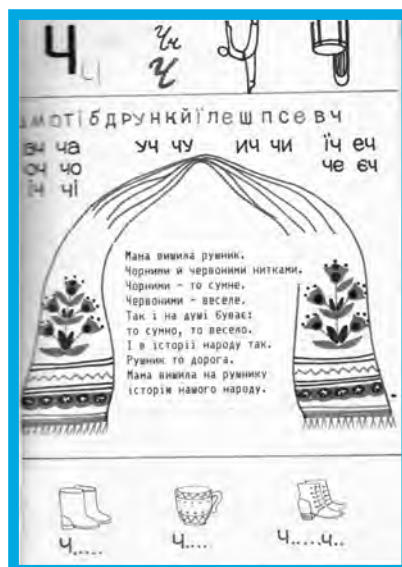 Ч ч Чч
Ч
мотібдрункйїлешпсевч
ач ча уч чу ич чи їч еч
оч чо че єч
іч чі
Мама вишила рушник.
Чорними й червоними нитками.
Чорними – то сумне.
Червоними – веселе.
Так і на душі буває:
то сумно, то весело.
І в історії народу так.
Рушник то дорога.
Мама вишила на рушнику
історію нашого народу.
Ч..... Ч.... Ч.....ч..